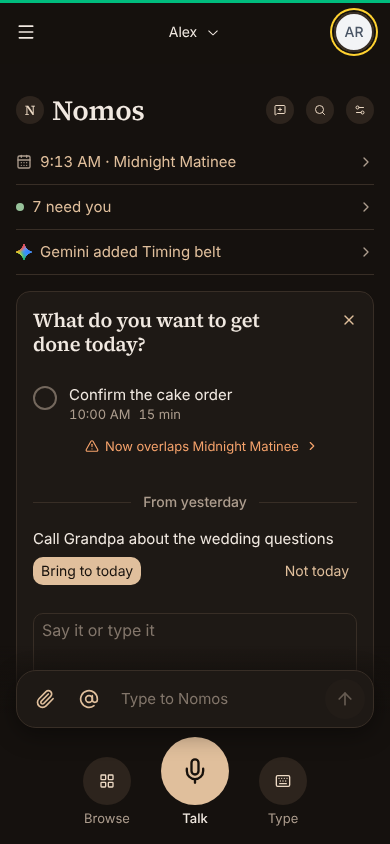 Alex
AR
N Nomos
9:13 AM · Midnight Matinee
7 need you
Gemini added Timing belt
What do you want to get
done today?
Confirm the cake order
10:00 AM 15 min
Now overlaps Midnight Matinee
From yesterday
Call Grandpa about the wedding questions
Bring to today
Not today
Say it or type it
Type to Nomos
Browse
Talk
Type